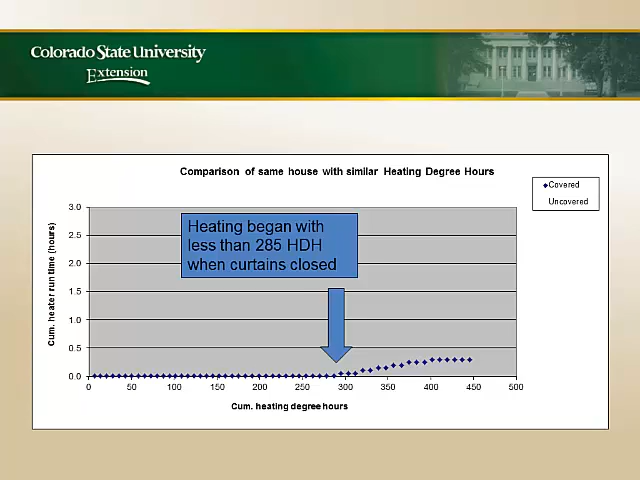 Colorado State University
Extension
Comparison of same house with similar Heating Degree Hours
Covered
Uncovered
Heating began with
less than 285 HDH
when curtains closed
Cum. heater run time (hours)
3.0
2.5
2.0
1.5
1.0
0.5
0.0
0 50 100 150 200 250 300 350 400 450 500
Cum. heating degree hours